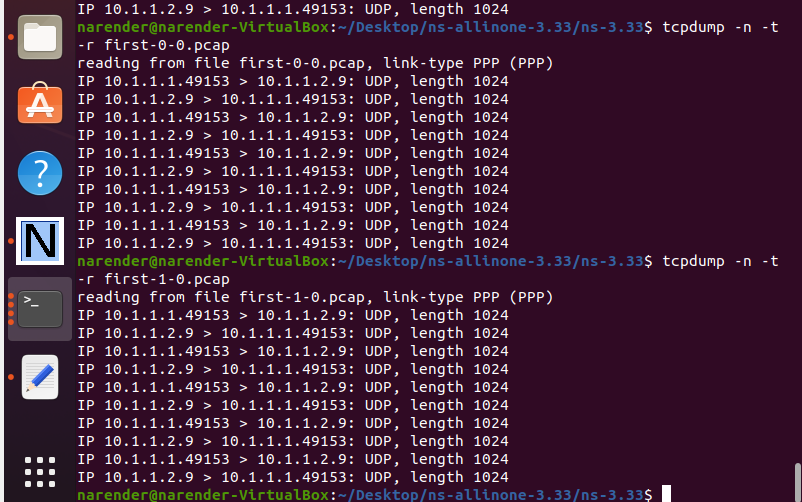 IP 10.1.1.2.9 > 10.1.1.1.49153: UDP, length 1024
narender@narender-VirtualBox:~/Desktop/ns-allinone-3.33/ns-3.33$ tcpdump -n -t
-r first-0-0.pcap
reading from file first-0-0.pcap, link-type PPP (PPP)
IP 10.1.1.1.49153 > 10.1.1.2.9: UDP, length 1024
IP 10.1.1.2.9 > 10.1.1.1.49153: UDP, length 1024
IP 10.1.1.1.49153 > 10.1.1.2.9: UDP, length 1024
IP 10.1.1.2.9 > 10.1.1.1.49153: UDP, length 1024
IP 10.1.1.1.49153 > 10.1.1.2.9: UDP, length 1024
IP 10.1.1.2.9 > 10.1.1.1.49153: UDP, length 1024
IP 10.1.1.1.49153 > 10.1.1.2.9: UDP, length 1024
IP 10.1.1.2.9 > 10.1.1.1.49153: UDP, length 1024
IP 10.1.1.1.49153 > 10.1.1.2.9: UDP, length 1024
IP 10.1.1.2.9 > 10.1.1.1.49153: UDP, length 1024
narender@narender-VirtualBox:~/Desktop/ns-allinone-3.33/ns-3.33$ tcpdump -n -t
-r first-1-0.pcap
reading from file first-1-0.pcap, link-type PPP (PPP)
IP 10.1.1.1.49153 > 10.1.1.2.9: UDP, length 1024
IP 10.1.1.2.9 > 10.1.1.1.49153: UDP, length 1024
IP 10.1.1.1.49153 > 10.1.1.2.9: UDP, length 1024
IP 10.1.1.2.9 > 10.1.1.1.49153: UDP, length 1024
IP 10.1.1.1.49153 > 10.1.1.2.9: UDP, length 1024
IP 10.1.1.2.9 > 10.1.1.1.49153: UDP, length 1024
IP 10.1.1.1.49153 > 10.1.1.2.9: UDP, length 1024
IP 10.1.1.2.9 > 10.1.1.1.49153: UDP, length 1024
IP 10.1.1.1.49153 > 10.1.1.2.9: UDP, length 1024
IP 10.1.1.2.9 > 10.1.1.1.49153: UDP, length 1024
narender@narender-VirtualBox:~/Desktop/ns-allinone-3.33/ns-3.33$